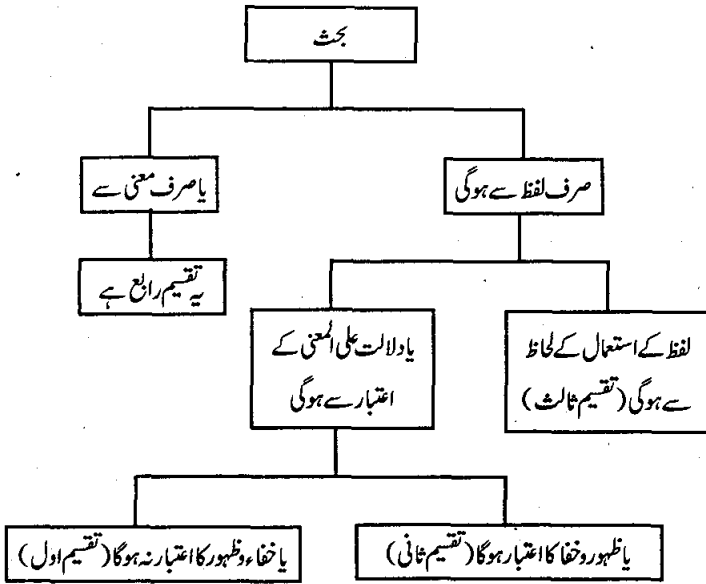 بحث
صرف لفظ سے ہوگی
یا صرف معنی سے
یہ تقسیم رابع ہے
لفظ کے استعمال کے لحاظ
سے ہوگی (تقسیم ثالث)
یا دلالت علی المعنی کے
اعتبار سے ہوگی
یا ظہور و خفا کا اعتبار ہوگا (تقسیم ثانی)
یا خفاء و ظہور کا اعتبار نہ ہوگا (تقسیم اول)